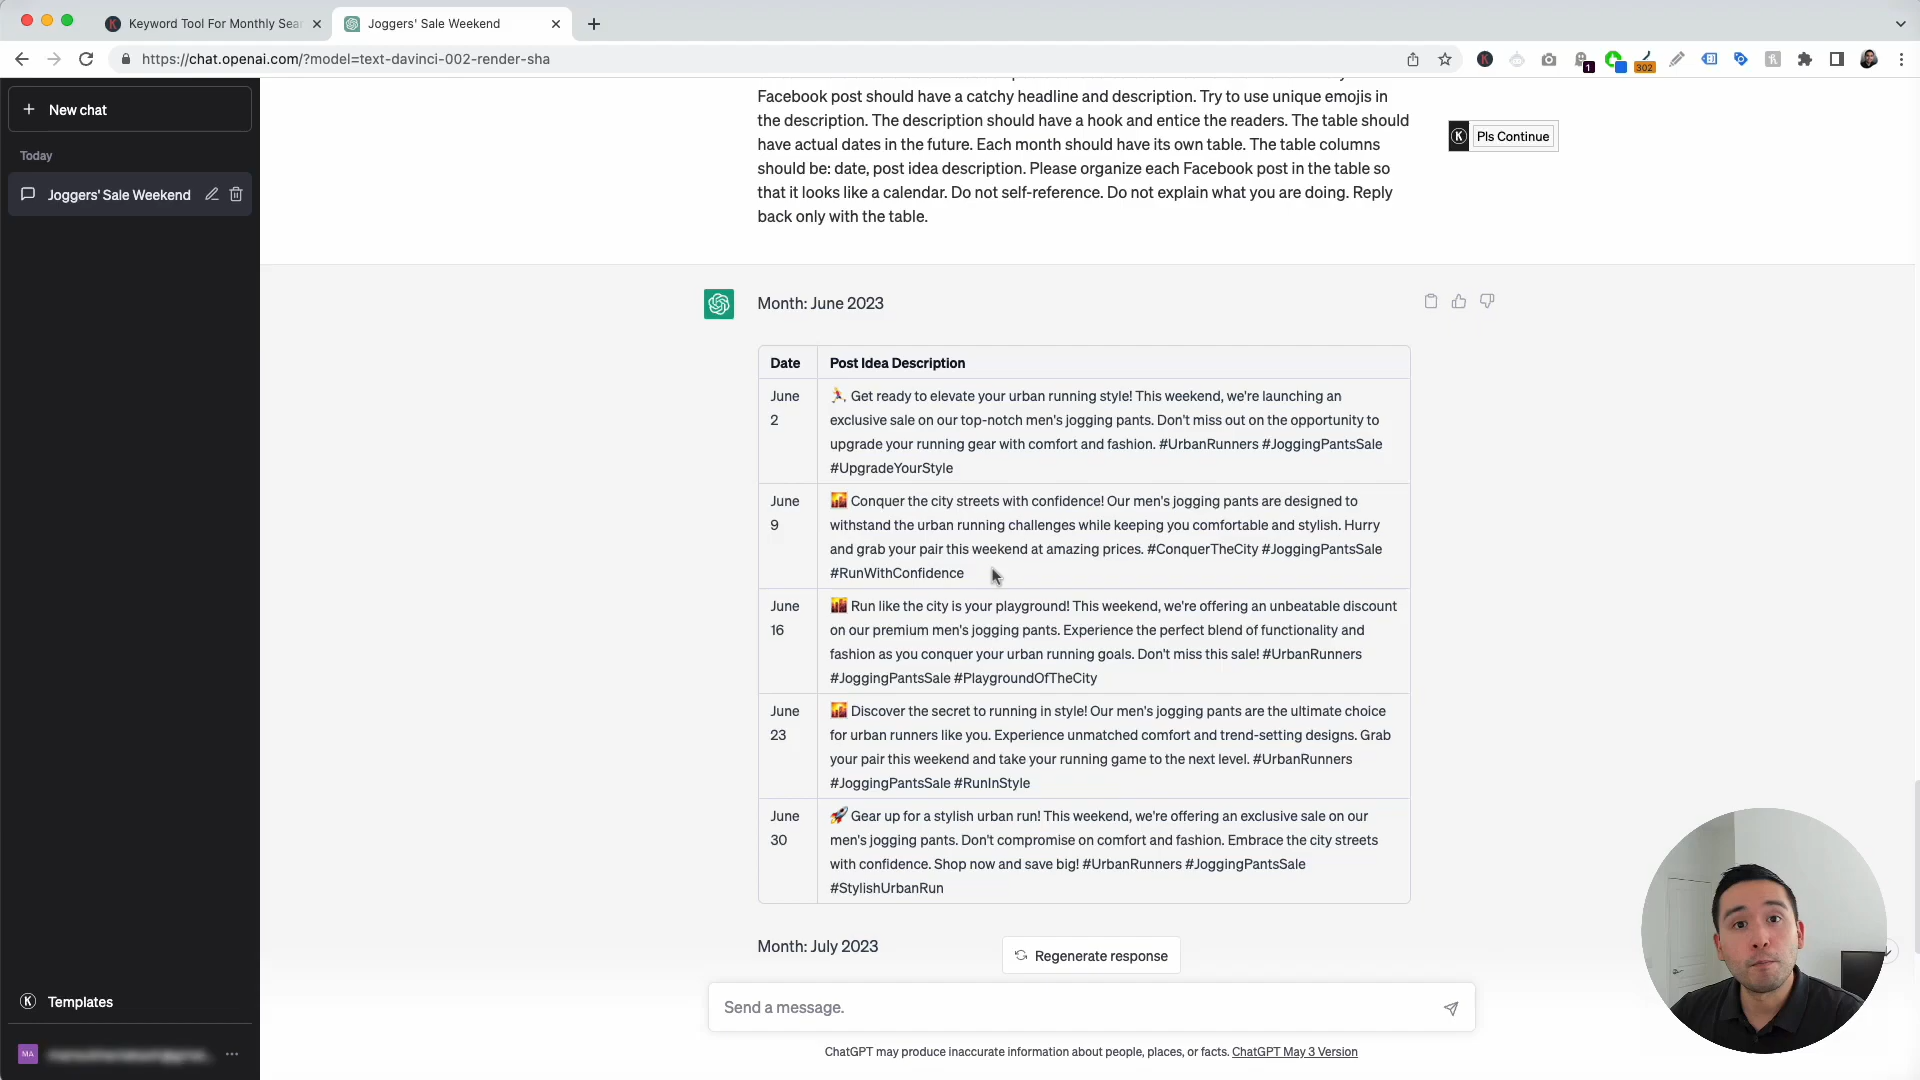 Keyword Tool For Monthly Sear
Joggers' Sale Weekend
https://chat.openai.com/?model=text-davinci-002-render-sha
1
302
New chat
Today
Joggers' Sale Weekend
Facebook post should have a catchy headline and description. Try to use unique emojis in
the description. The description should have a hook and entice the readers. The table should
have actual dates in the future. Each month should have its own table. The table columns
should be: date, post idea description. Please organize each Facebook post in the table so
that it looks like a calendar. Do not self-reference. Do not explain what you are doing. Reply
back only with the table.
K Pls Continue
Month: June 2023
Date Post Idea Description
June 2
🏃 Get ready to elevate your urban running style! This weekend, we're launching an
exclusive sale on our top-notch men's jogging pants. Don't miss out on the opportunity to
upgrade your running gear with comfort and fashion. #UrbanRunners #JoggingPantsSale
#UpgradeYourStyle
June 9
🌇 Conquer the city streets with confidence! Our men's jogging pants are designed to
withstand the urban running challenges while keeping you comfortable and stylish. Hurry
and grab your pair this weekend at amazing prices. #ConquerTheCity #JoggingPantsSale
#RunWithConfidence
June 16
🌇 Run like the city is your playground! This weekend, we're offering an unbeatable discount
on our premium men's jogging pants. Experience the perfect blend of functionality and
fashion as you conquer your urban running goals. Don't miss this sale! #UrbanRunners
#JoggingPantsSale #PlaygroundOfTheCity
June 23
🌇 Discover the secret to running in style! Our men's jogging pants are the ultimate choice
for urban runners like you. Experience unmatched comfort and trend-setting designs. Grab
your pair this weekend and take your running game to the next level. #UrbanRunners
#JoggingPantsSale #RunInStyle
June 30
🚀 Gear up for a stylish urban run! This weekend, we're offering an exclusive sale on our
men's jogging pants. Don't compromise on comfort and fashion. Embrace the city streets
with confidence. Shop now and save big! #UrbanRunners #JoggingPantsSale
#StylishUrbanRun
Month: July 2023
Regenerate response
Send a message.
ChatGPT may produce inaccurate information about people, places, or facts. ChatGPT May 3 Version
K Templates
MA